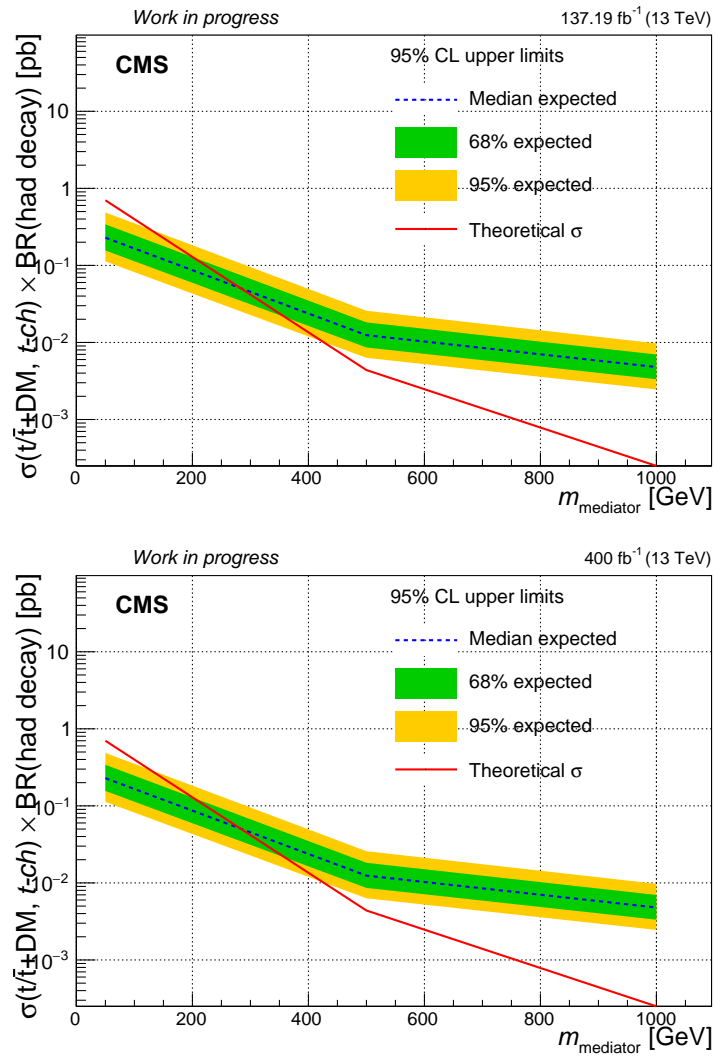 Work in progress 137.19 fb⁻¹ (13 TeV)
σ(t/t̄+DM, t-ch) × BR(had decay) [pb]
CMS
95% CL upper limits
Median expected
68% expected
95% expected
Theoretical σ
10
1
10⁻¹
10⁻²
10⁻³
0 200 400 600 800 1000
m_mediator [GeV]
Work in progress 400 fb⁻¹ (13 TeV)
σ(t/t̄+DM, t-ch) × BR(had decay) [pb]
CMS
95% CL upper limits
Median expected
68% expected
95% expected
Theoretical σ
10
1
10⁻¹
10⁻²
10⁻³
0 200 400 600 800 1000
m_mediator [GeV]